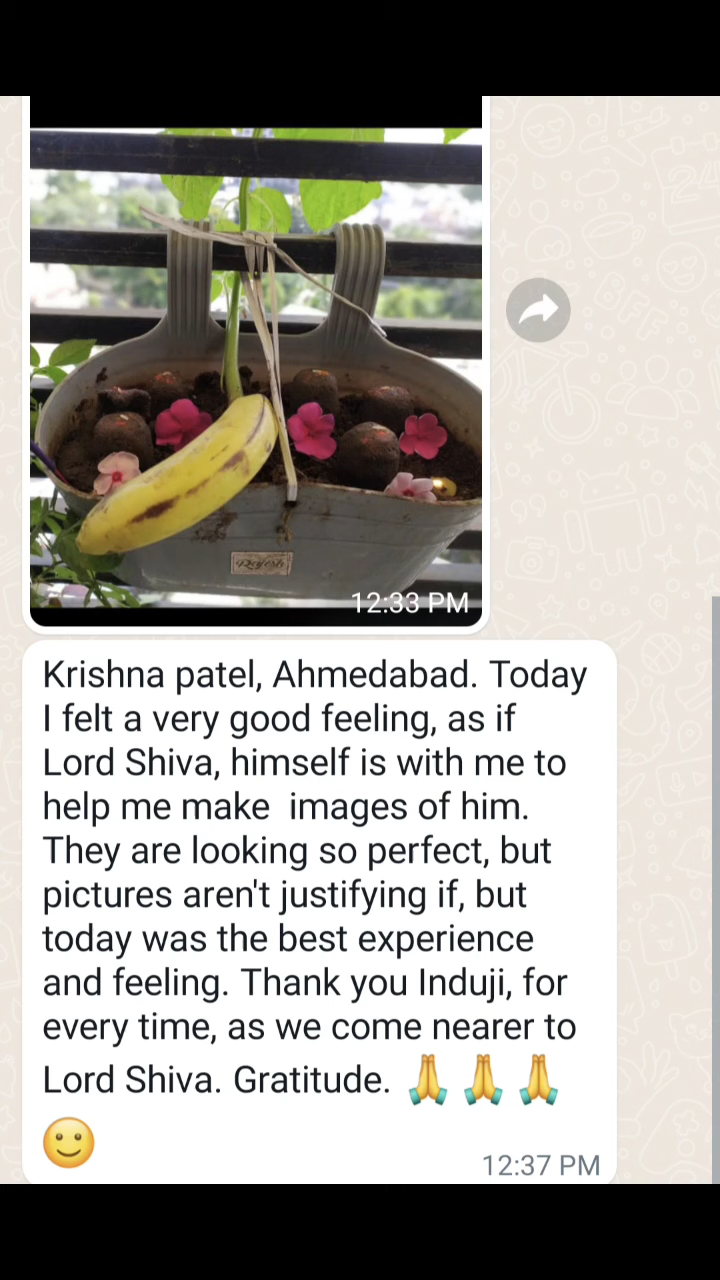 Rajesh
12:33 PM
Krishna patel, Ahmedabad. Today
I felt a very good feeling, as if
Lord Shiva, himself is with me to
help me make  images of him.
They are looking so perfect, but
pictures aren't justifying if, but
today was the best experience
and feeling. Thank you Induji, for
every time, as we come nearer to
Lord Shiva. Gratitude. 🙏 🙏 🙏
🙂
12:37 PM